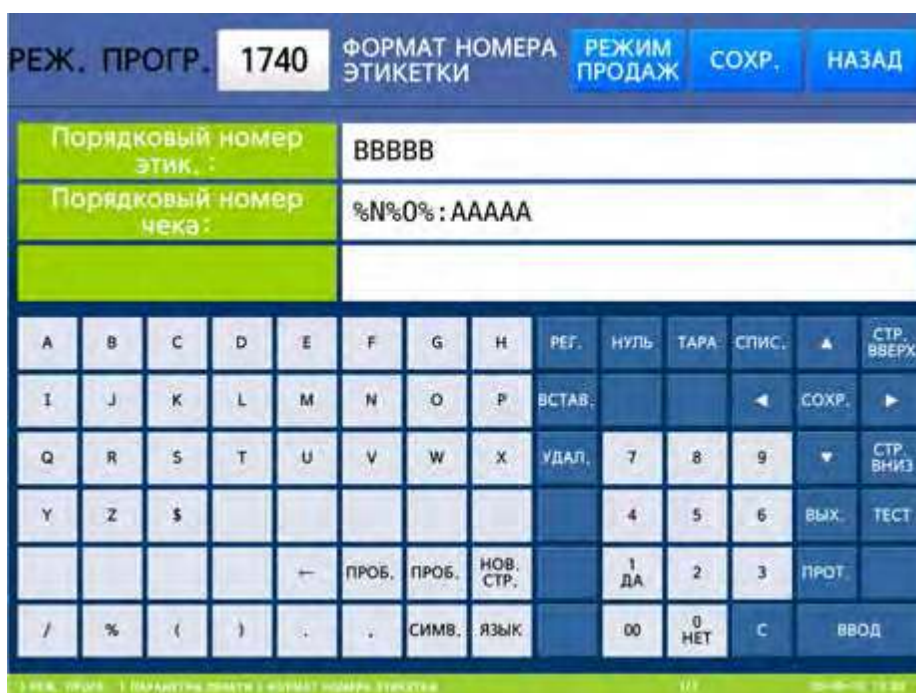 РЕЖ. ПРОГР. 1740 ФОРМАТ НОМЕРА ЭТИКЕТКИ РЕЖИМ ПРОДАЖ СОХР. НАЗАД
Порядковый номер этик. : BBBBB
Порядковый номер чека: %N%O%:AAAAA
A B C D E F G H РЕГ. НУЛЬ ТАРА СПИС. ▲ СТР. ВВЕРХ
I J K L M N O P ВСТАВ. ◀ СОХР. ▶
Q R S T U V W X УДАЛ. 7 8 9 ▼ СТР. ВНИЗ
Y Z $ 4 5 6 ВЫХ. ТЕСТ
← ПРОБ. ПРОБ. НОВ. СТР. 1 ДА 2 3 ПРОТ.
/ % ( ) . . СИМВ. ЯЗЫК 00 0 НЕТ C ВВОД